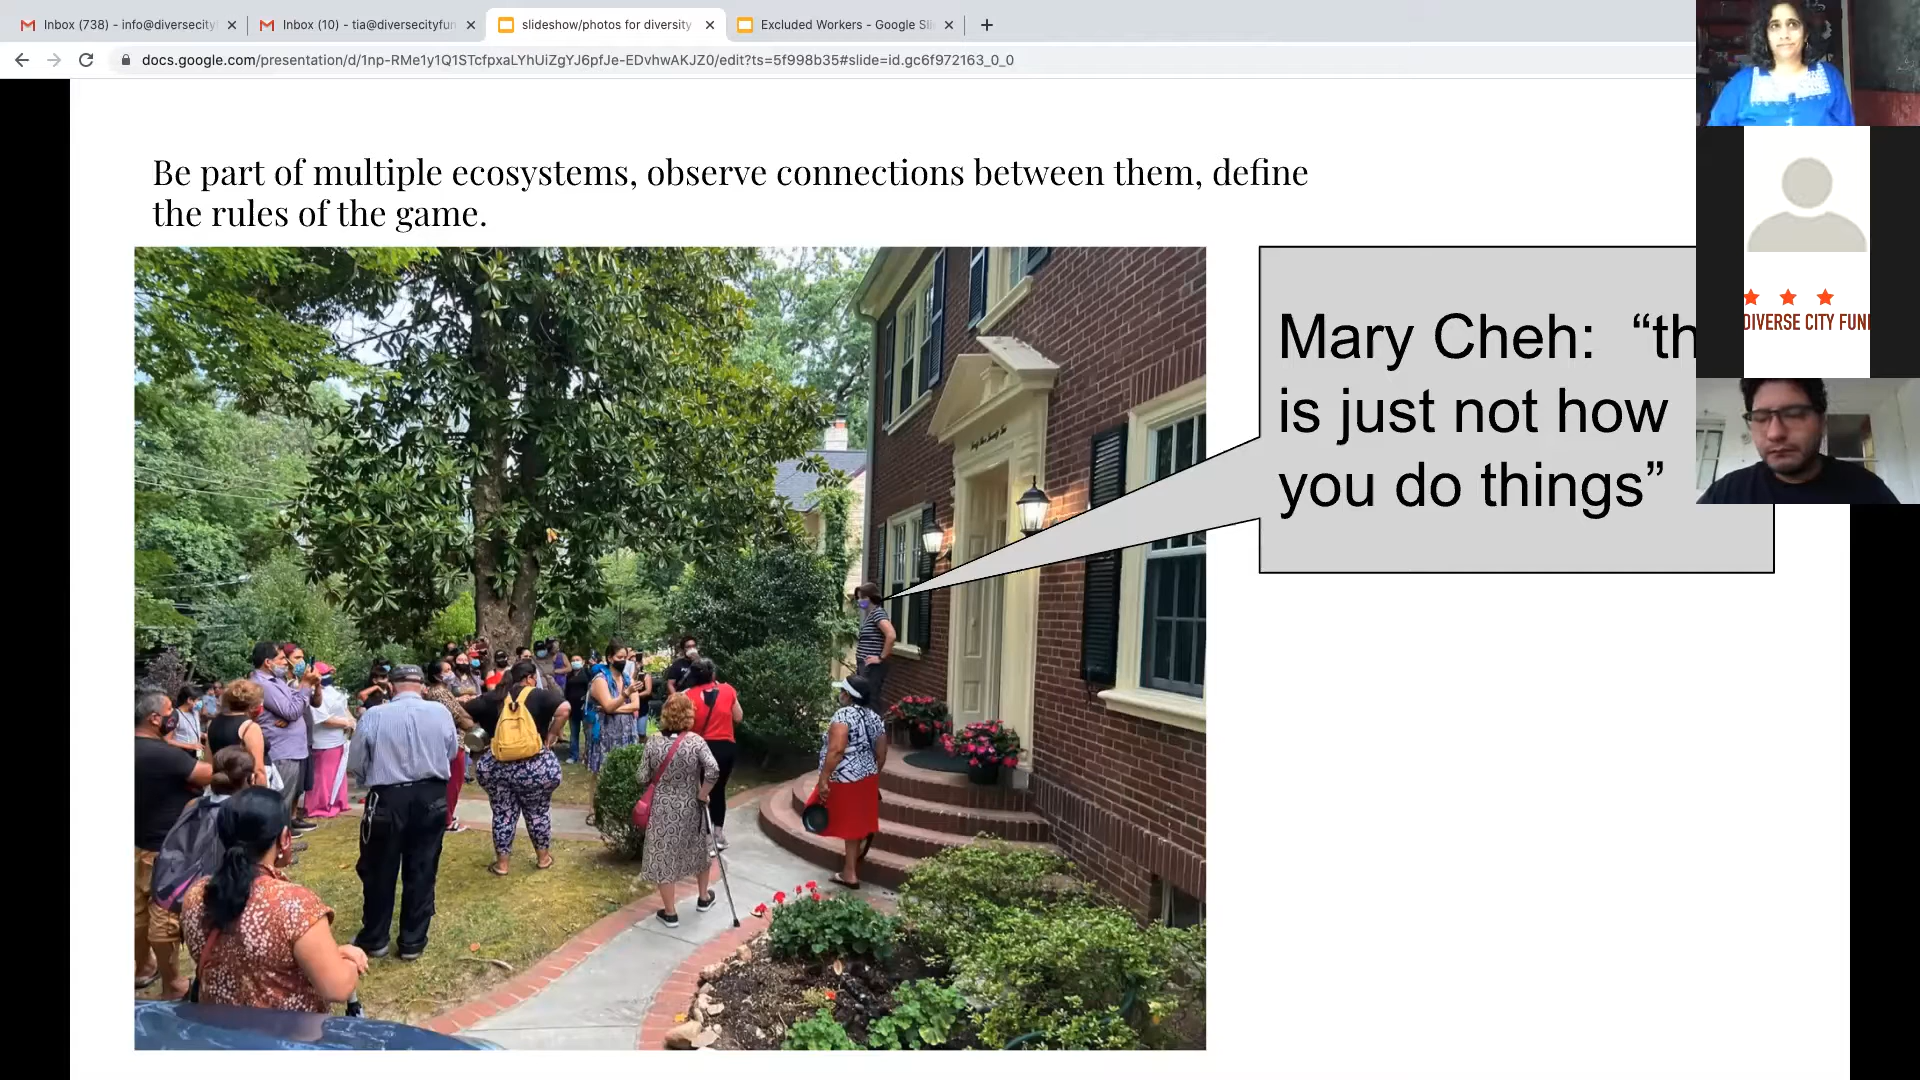 Inbox (738) - info@diversecity
Inbox (10) - tia@diversecityfun
slideshow/photos for diversity
Excluded Workers - Google Sli
docs.google.com/presentation/d/1np-RMe1y1Q1STcfpxaLYhUiZgYJ6pfJe-EDvhwAKJZ0/edit?ts=5f998b35#slide=id.gc6f972163_0_0
Be part of multiple ecosystems, observe connections between them, define
the rules of the game.
Mary Cheh: “th
is just not how
you do things”
DIVERSE CITY FUN